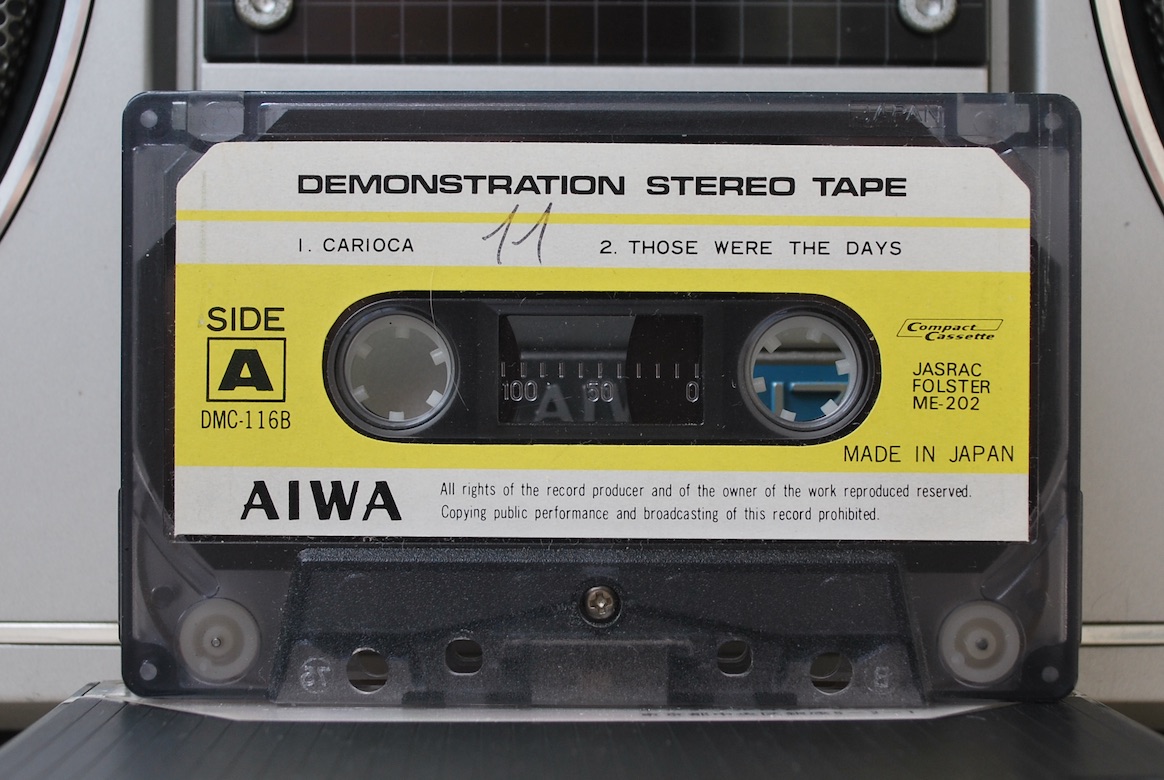 JAPAN
DEMONSTRATION STEREO TAPE
1. CARIOCA
11
2. THOSE WERE THE DAYS
SIDE
A
DMC-116B
100 50 0
Compact
Cassette
JASRAC
FOLSTER
ME-202
MADE IN JAPAN
AIWA
All rights of the record producer and of the owner of the work reproduced reserved.
Copying public performance and broadcasting of this record prohibited.